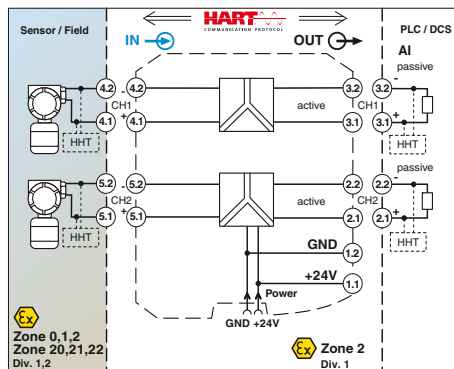 Sensor / Field
HART
COMMUNICATION PROTOCOL
PLC / DCS
IN
OUT
AI
passive
4.2
-
4.2
3.2
3.2
-
CH1
active
CH1
4.1
+
4.1
3.1
3.1
+
HHT
HHT
passive
5.2
-
5.2
2.2
2.2
-
CH2
active
CH2
5.1
+
5.1
2.1
2.1
+
HHT
HHT
GND
1.2
+24V
1.1
Power
GND +24V
Ex
Zone 0,1,2
Zone 20,21,22
Div. 1,2
Ex
Zone 2
Div. 1